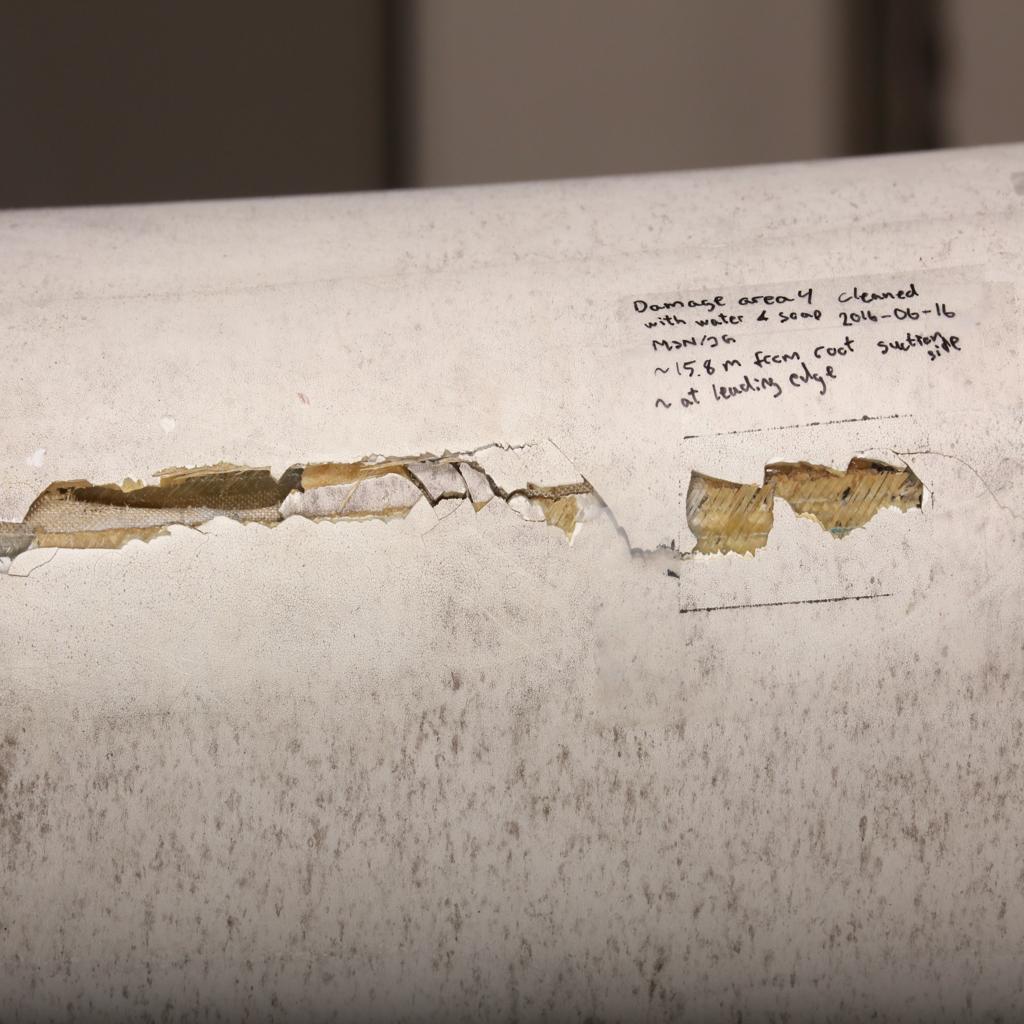 Damage area 4 cleaned
with water & soap 2016-06-16
~15.8 m from root suction side
~ at leading edge